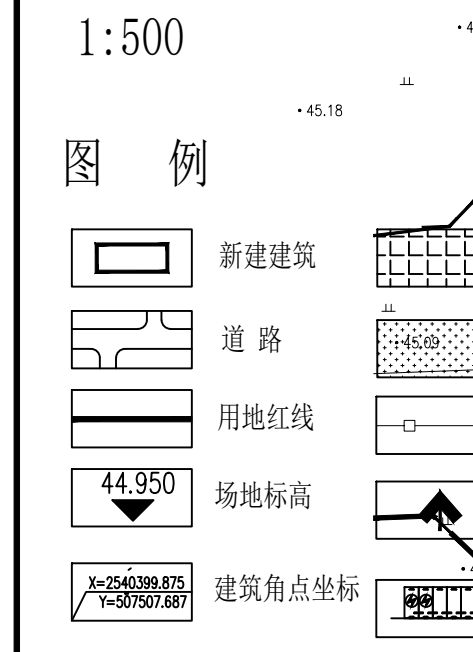 1:500
45.18
图 例
新建建筑
道 路
45.09
用地红线
44.950
场地标高
X=2540399.875
Y=507507.687
建筑角点坐标